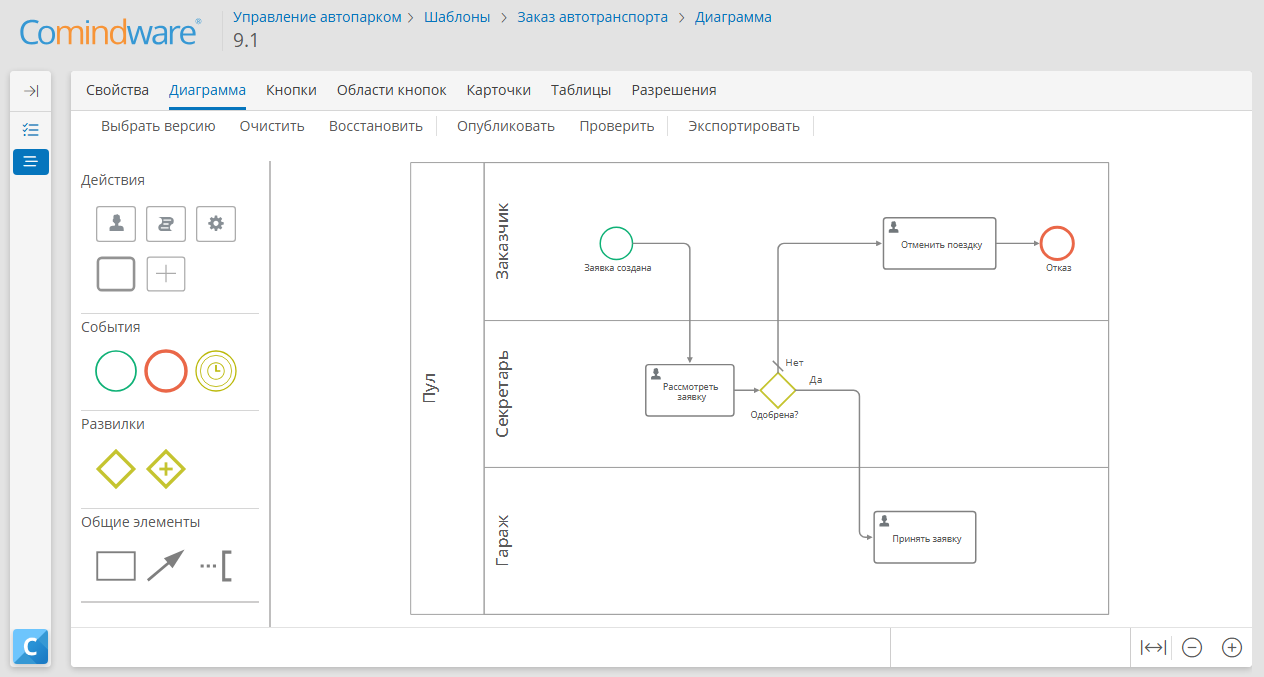 Comindware®
Управление автопарком > Шаблоны > Заказ автотранспорта > Диаграмма
9.1
Свойства Диаграмма Кнопки Области кнопок Карточки Таблицы Разрешения
Выбрать версию Очистить Восстановить Опубликовать Проверить Экспортировать
Действия
События
Развилки
Общие элементы
Пул
Заказчик
Заявка создана
Отменить поездку
Отказ
Секретарь
Рассмотреть
заявку
Одобрена?
Нет
Да
Гараж
Принять заявку
C